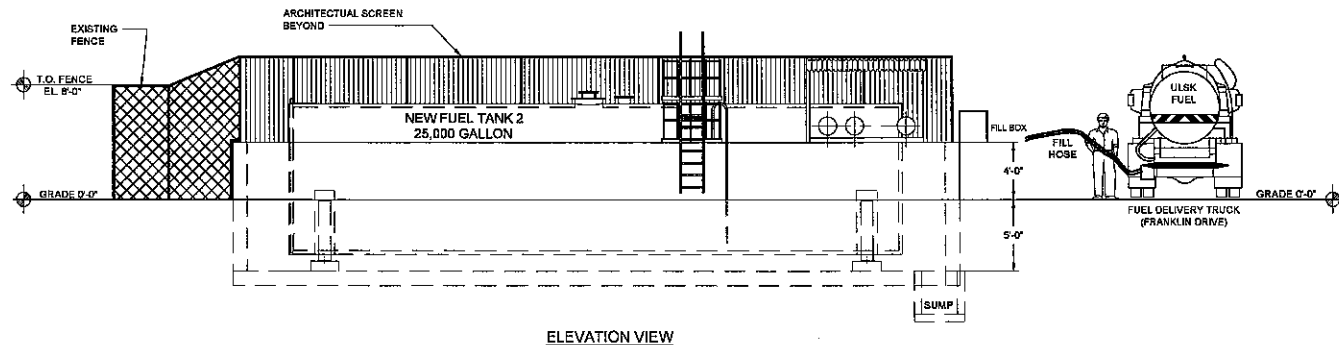 ARCHITECTUAL SCREEN
BEYOND
EXISTING
FENCE
T.O. FENCE
EL. 8'-0"
NEW FUEL TANK 2
25,000 GALLON
ULSK
FUEL
FILL BOX
FILL
HOSE
4'-0"
GRADE 0'-0"
GRADE 0'-0"
FUEL DELIVERY TRUCK
(FRANKLIN DRIVE)
5'-0"
SUMP
ELEVATION VIEW